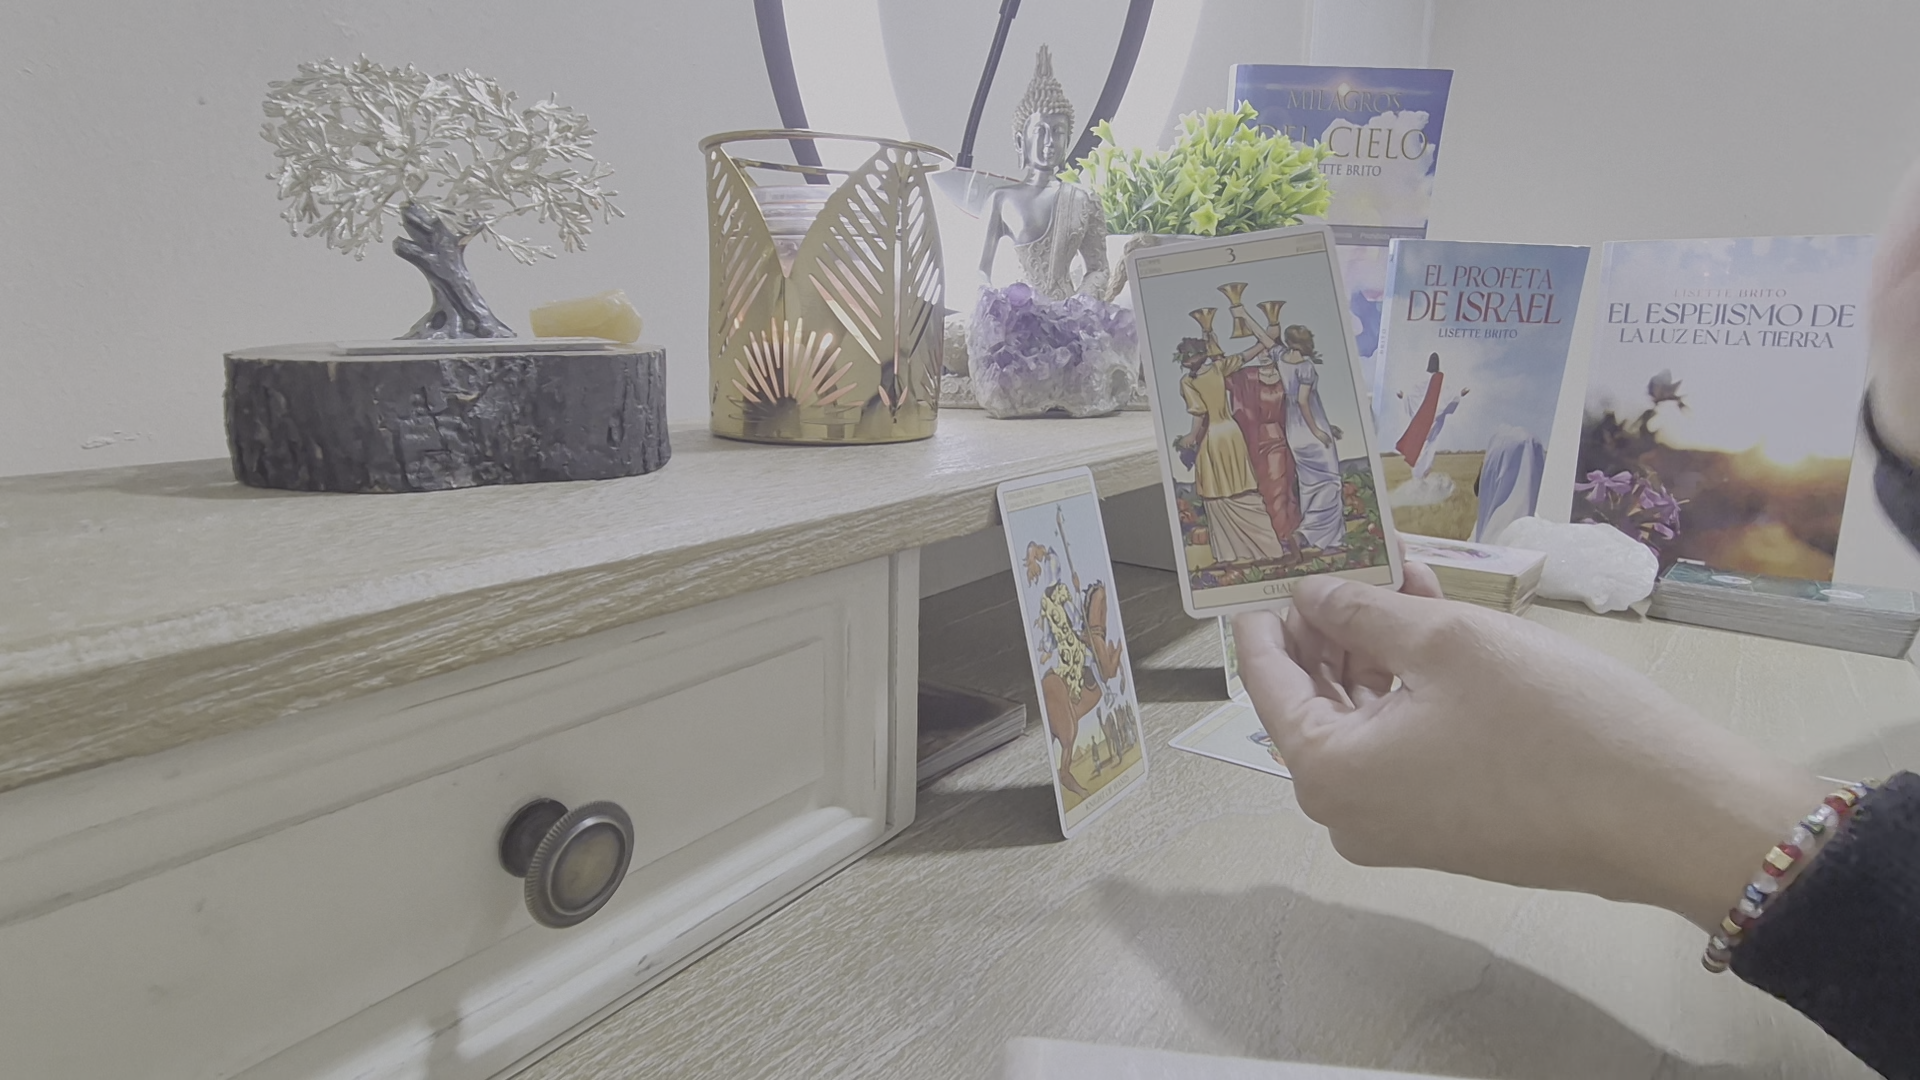 MILAGROS
DEL CIELO
LISETTE BRITO
EL PROFETA
DE ISRAEL
LISETTE BRITO
LISETTE BRITO
EL ESPEJISMO DE
LA LUZ EN LA TIERRA
3